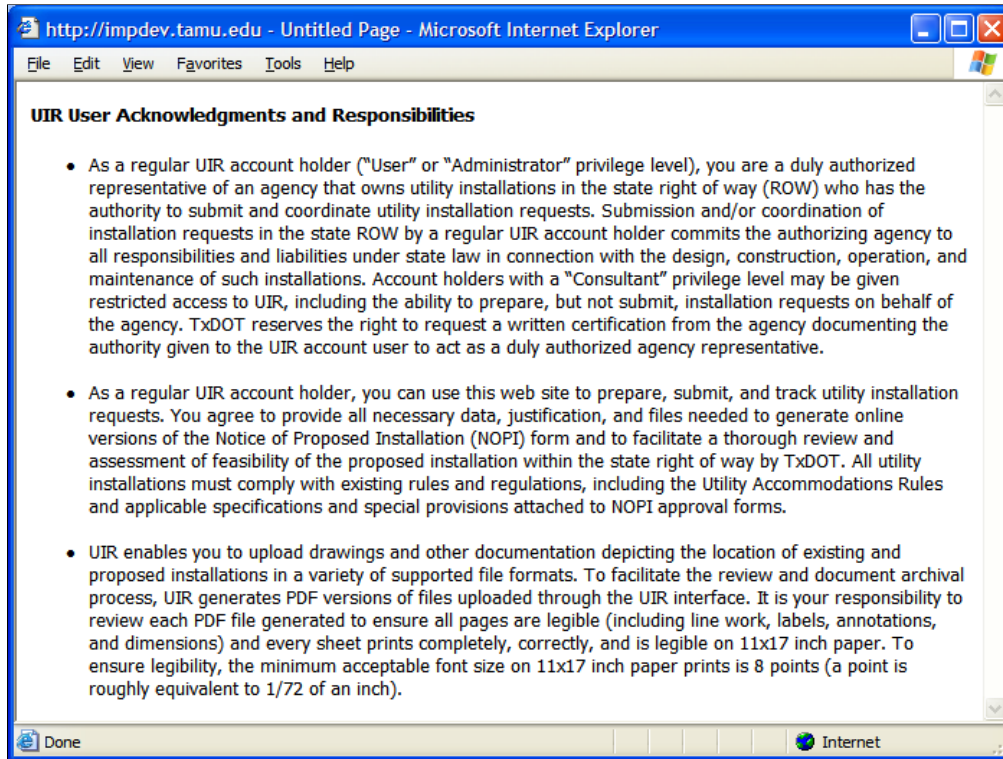 http://impdev.tamu.edu - Untitled Page - Microsoft Internet Explorer
File Edit View Favorites Tools Help
UIR User Acknowledgments and Responsibilities
• As a regular UIR account holder (“User” or “Administrator” privilege level), you are a duly authorized
representative of an agency that owns utility installations in the state right of way (ROW) who has the
authority to submit and coordinate utility installation requests. Submission and/or coordination of
installation requests in the state ROW by a regular UIR account holder commits the authorizing agency to
all responsibilities and liabilities under state law in connection with the design, construction, operation, and
maintenance of such installations. Account holders with a “Consultant” privilege level may be given
restricted access to UIR, including the ability to prepare, but not submit, installation requests on behalf of
the agency. TxDOT reserves the right to request a written certification from the agency documenting the
authority given to the UIR account user to act as a duly authorized agency representative.
• As a regular UIR account holder, you can use this web site to prepare, submit, and track utility installation
requests. You agree to provide all necessary data, justification, and files needed to generate online
versions of the Notice of Proposed Installation (NOPI) form and to facilitate a thorough review and
assessment of feasibility of the proposed installation within the state right of way by TxDOT. All utility
installations must comply with existing rules and regulations, including the Utility Accommodations Rules
and applicable specifications and special provisions attached to NOPI approval forms.
• UIR enables you to upload drawings and other documentation depicting the location of existing and
proposed installations in a variety of supported file formats. To facilitate the review and document archival
process, UIR generates PDF versions of files uploaded through the UIR interface. It is your responsibility to
review each PDF file generated to ensure all pages are legible (including line work, labels, annotations,
and dimensions) and every sheet prints completely, correctly, and is legible on 11x17 inch paper. To
ensure legibility, the minimum acceptable font size on 11x17 inch paper prints is 8 points (a point is
roughly equivalent to 1/72 of an inch).
Done Internet